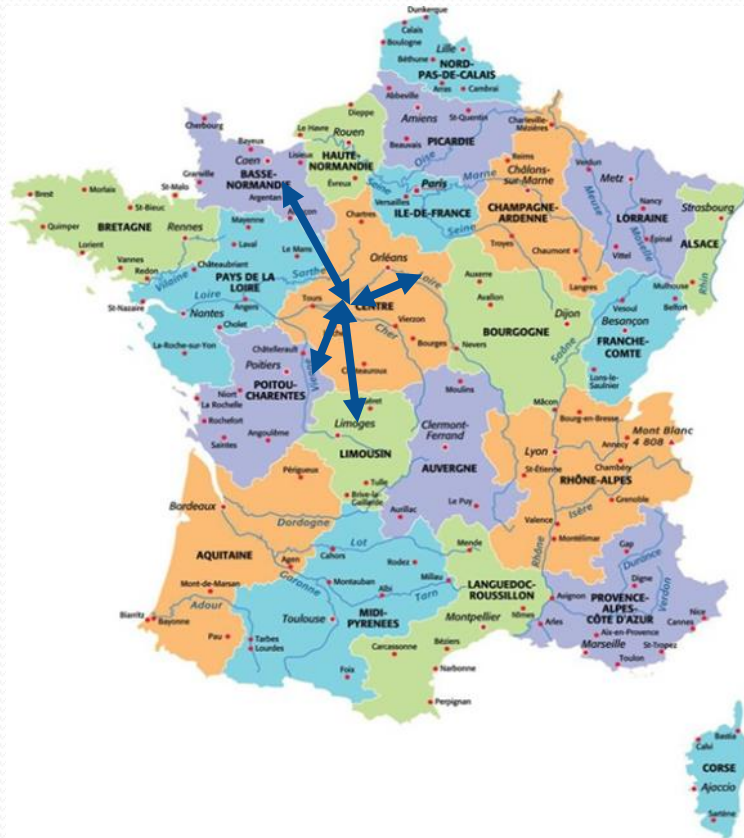 Dunkerque
Calais
Boulogne
Lille
Béthune
NORD-
PAS-DE-CALAIS
Arras
Cambrai
Abbeville
Amiens
St-Quentin
Charleville-
Mézières
Cherbourg
Dieppe
Le Havre
Rouen
Beauvais
PICARDIE
Oise
Bayeux
Caen
Lisieux
HAUTE-
NORMANDIE
Reims
Verdun
Metz
Granville
BASSE-
NORMANDIE
Évreux
Seine
Paris
Marne
Châlons-
sur-Marne
Meuse
Nancy
Strasbourg
Argentan
Versailles
ILE-DE-FRANCE
CHAMPAGNE-
ARDENNE
LORRAINE
Moselle
Brest
Morlaix
St-Malo
St-Bieuc
Quimper
Rennes
BRETAGNE
Lorient
Vannes
Redon
Mayenne
Laval
Le Mans
Chartres
Seine
Troyes
Chaumont
Vittel
Épinal
ALSACE
Rhin
Châteaubriant
Vilaine
PAYS DE LA
LOIRE
Sarthe
Orléans
Auxerre
Langres
Mulhouse
Belfort
St-Nazaire
Loire
Nantes
Angers
Tours
CENTRE
Avallon
Vesoul
Dijon
Besançon
Cholet
Cher
Vierzon
BOURGOGNE
FRANCHE-
COMTE
La-Roche-sur-Yon
Châtellerault
Bourges
Nevers
Saône
Poitiers
Lons-le-
Saulnier
Niort
POITOU-
CHARENTES
Moulins
La Rochelle
Rochefort
Saintes
Angoulême
Limoges
LIMOUSIN
Clermont-
Ferrand
AUVERGNE
Mâcon
Bourg-en-Bresse
Mont Blanc
4 808
Annecy
Lyon
Chambéry
St-Étienne
RHÔNE-ALPES
Périgueux
Tulle
Brive-la-
Gaillarde
Aurillac
Le Puy
Grenoble
Isère
Valence
Bordeaux
Dordogne
Montélimar
Rhône
Gap
AQUITAINE
Agen
Lot
Cahors
Rodez
Mende
Durance
Digne
Mont-de-Marsan
Garonne
Montauban
Albi
Millau
Tarn
LANGUEDOC-
ROUSSILLON
Avignon
PROVENCE-
ALPES-
CÔTE D'AZUR
Verdon
Biarritz
Bayonne
Adour
Toulouse
MIDI-
PYRENEES
Montpellier
Nîmes
Arles
Nice
Cannes
Aix-en-Provence
Marseille
St-Tropez
Toulon
Pau
Tarbes
Lourdes
Carcassonne
Béziers
Narbonne
Foix
Perpignan
Bastia
Calvi
CORSE
Ajaccio
Sartène